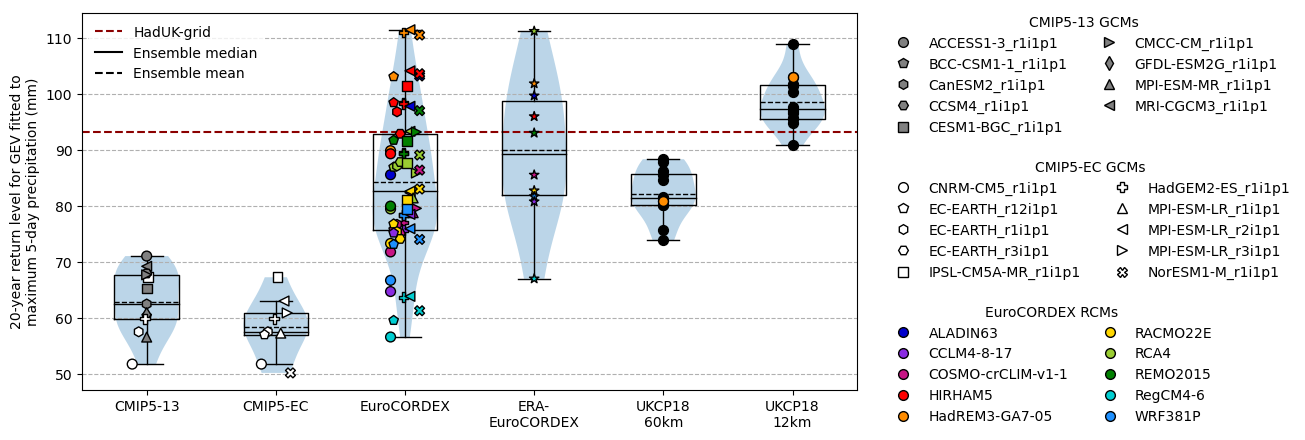 20-year return level for GEV fitted to
maximum 5-day precipitation (mm)
110
100
90
80
70
60
50
HadUK-grid
Ensemble median
Ensemble mean
CMIP5-13
CMIP5-EC
EuroCORDEX
ERA-
EuroCORDEX
UKCP18
60km
UKCP18
12km
CMIP5-13 GCMs
ACCESS1-3_r1i1p1
BCC-CSM1-1_r1i1p1
CanESM2_r1i1p1
CCSM4_r1i1p1
CESM1-BGC_r1i1p1
CMCC-CM_r1i1p1
GFDL-ESM2G_r1i1p1
MPI-ESM-MR_r1i1p1
MRI-CGCM3_r1i1p1
CMIP5-EC GCMs
CNRM-CM5_r1i1p1
EC-EARTH_r12i1p1
EC-EARTH_r1i1p1
EC-EARTH_r3i1p1
IPSL-CM5A-MR_r1i1p1
HadGEM2-ES_r1i1p1
MPI-ESM-LR_r1i1p1
MPI-ESM-LR_r2i1p1
MPI-ESM-LR_r3i1p1
NorESM1-M_r1i1p1
EuroCORDEX RCMs
ALADIN63
CCLM4-8-17
COSMO-crCLIM-v1-1
HIRHAM5
HadREM3-GA7-05
RACMO22E
RCA4
REMO2015
RegCM4-6
WRF381P